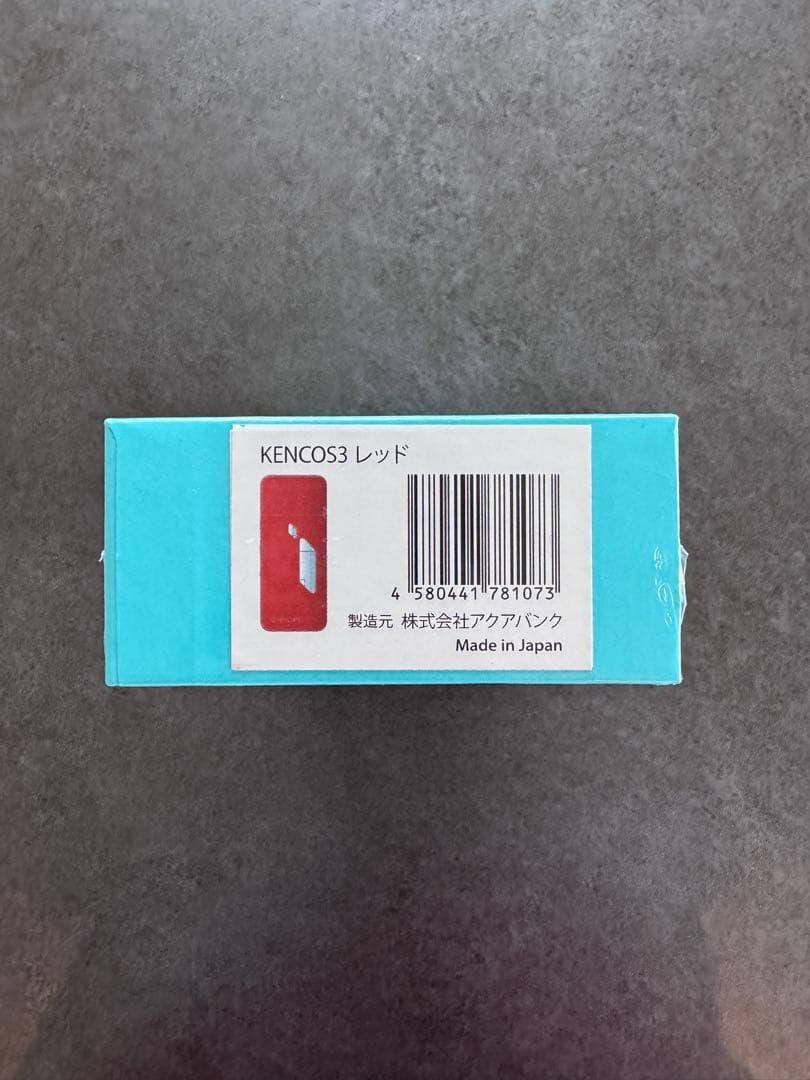 KENCOS3 レッド
4 580441 781073
製造元 株式会社アクアバンク
Made in Japan